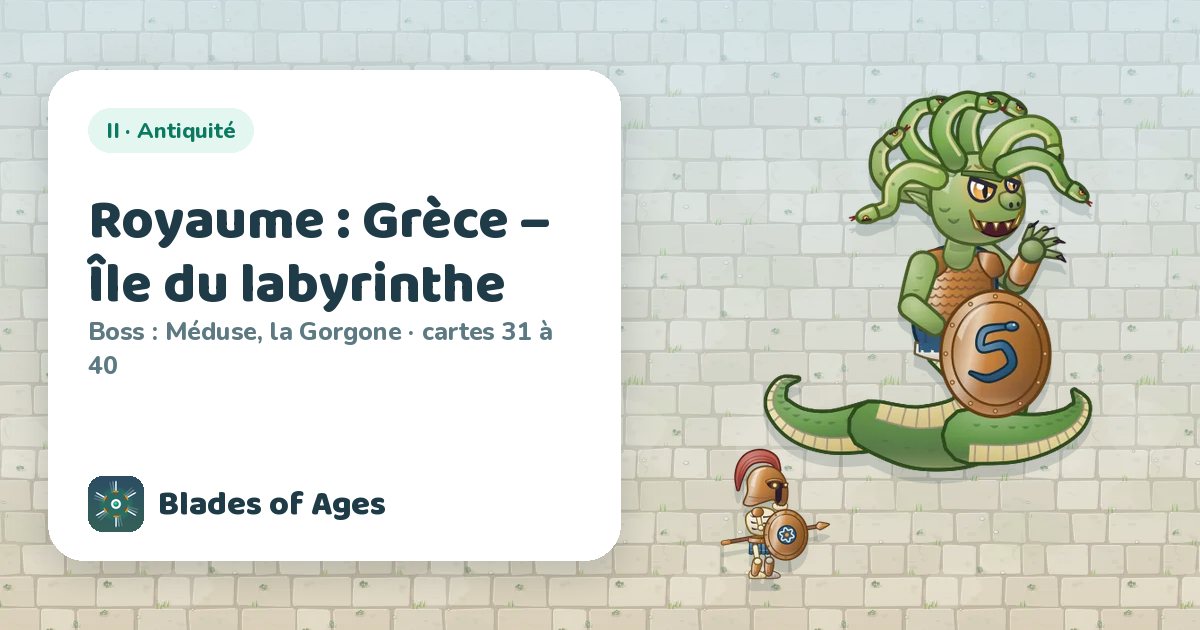 II · Antiquité
Royaume : Grèce –
Île du labyrinthe
Boss : Méduse, la Gorgone · cartes 31 à
40
Blades of Ages